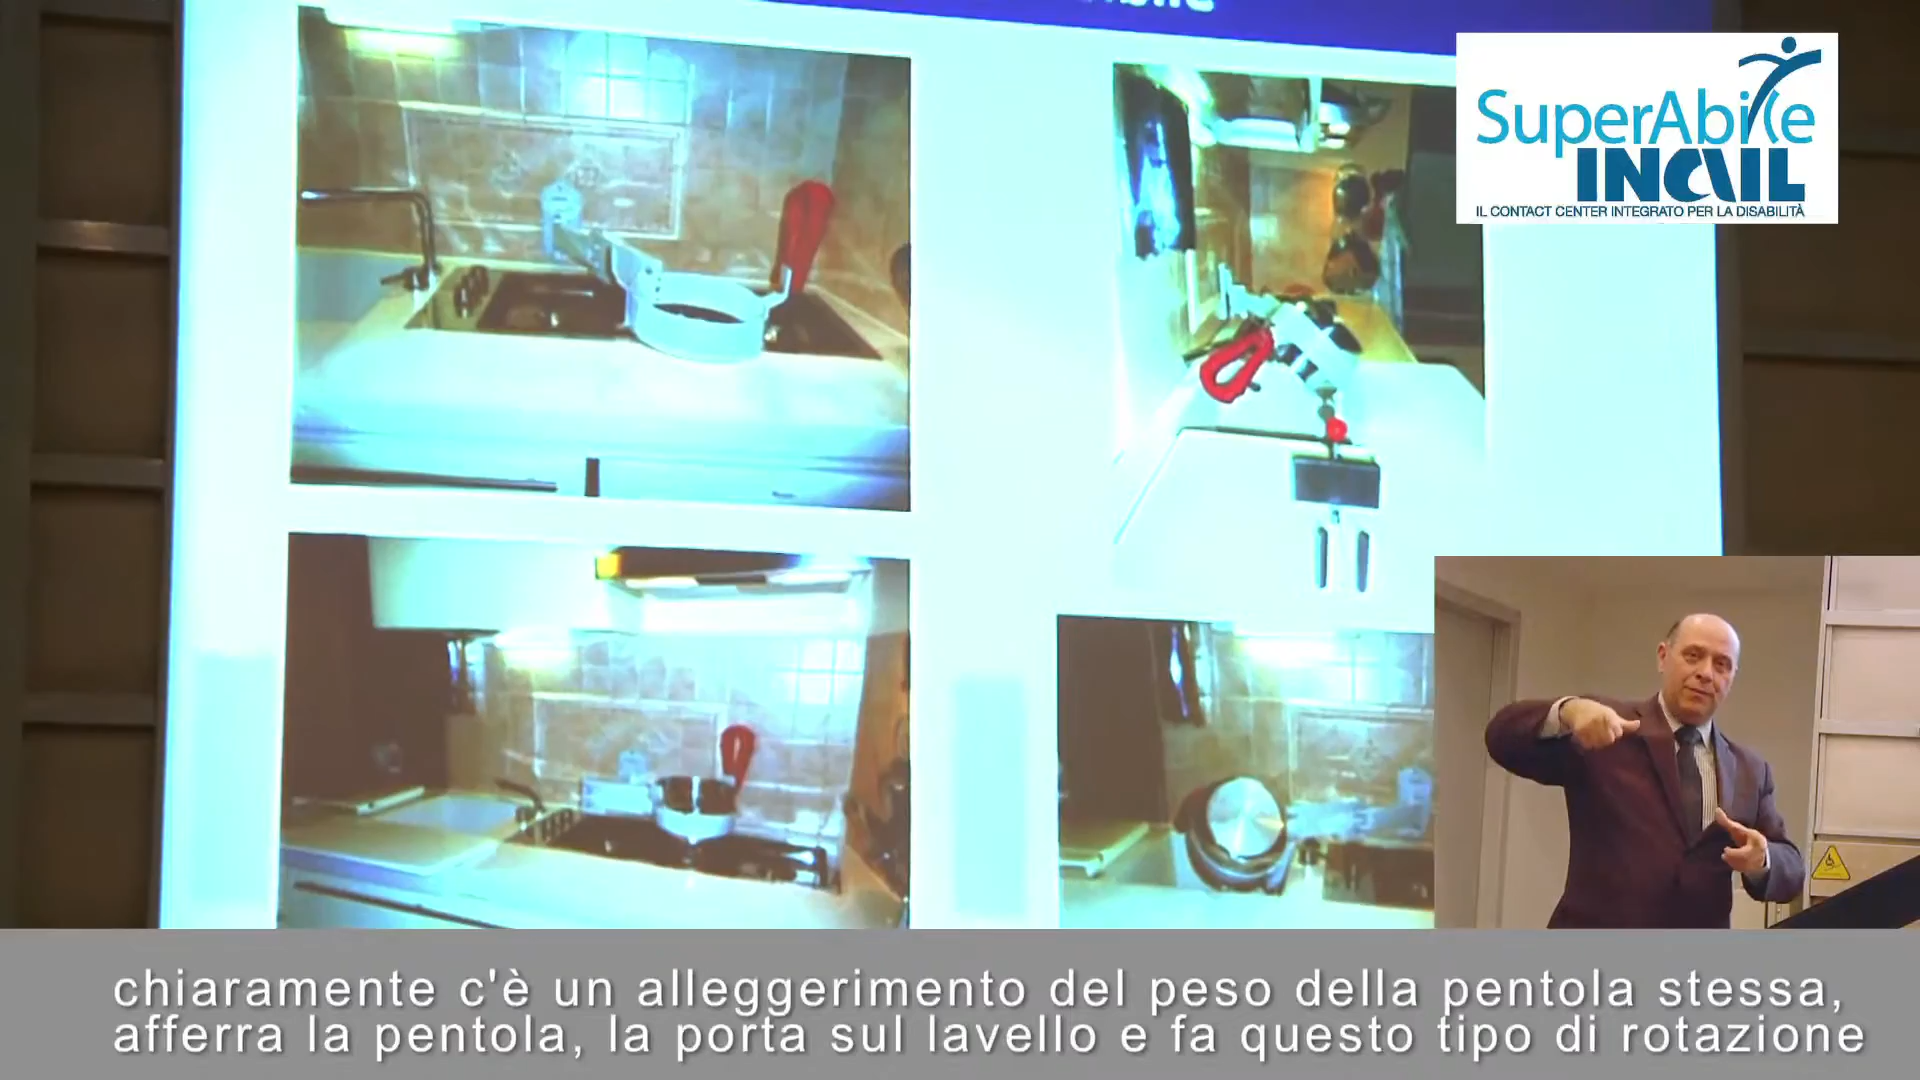 SuperAbile
INAIL
IL CONTACT CENTER INTEGRATO PER LA DISABILITÀ
chiaramente c'è un alleggerimento del peso della pentola stessa,
afferra la pentola, la porta sul lavello e fa questo tipo di rotazione